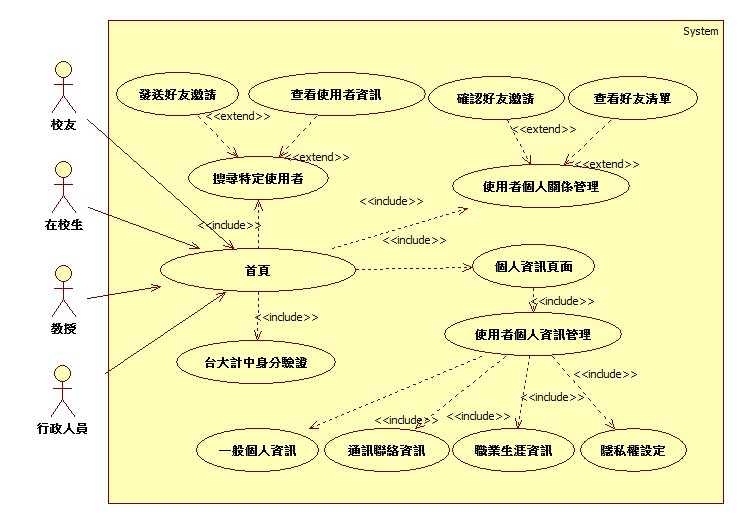 System
校友
在校生
教授
行政人員
發送好友邀請
查看使用者資訊
確認好友邀請
查看好友清單
<<extend>>
<<extend>>
<<extend>>
<<extend>>
搜尋特定使用者
使用者個人關係管理
<<include>>
<<include>>
<<include>>
首頁
個人資訊頁面
<<include>>
<<include>>
使用者個人資訊管理
台大計中身分驗證
<<include>>
<<include>>
<<include>>
一般個人資訊
通訊聯絡資訊
職業生涯資訊
隱私權設定